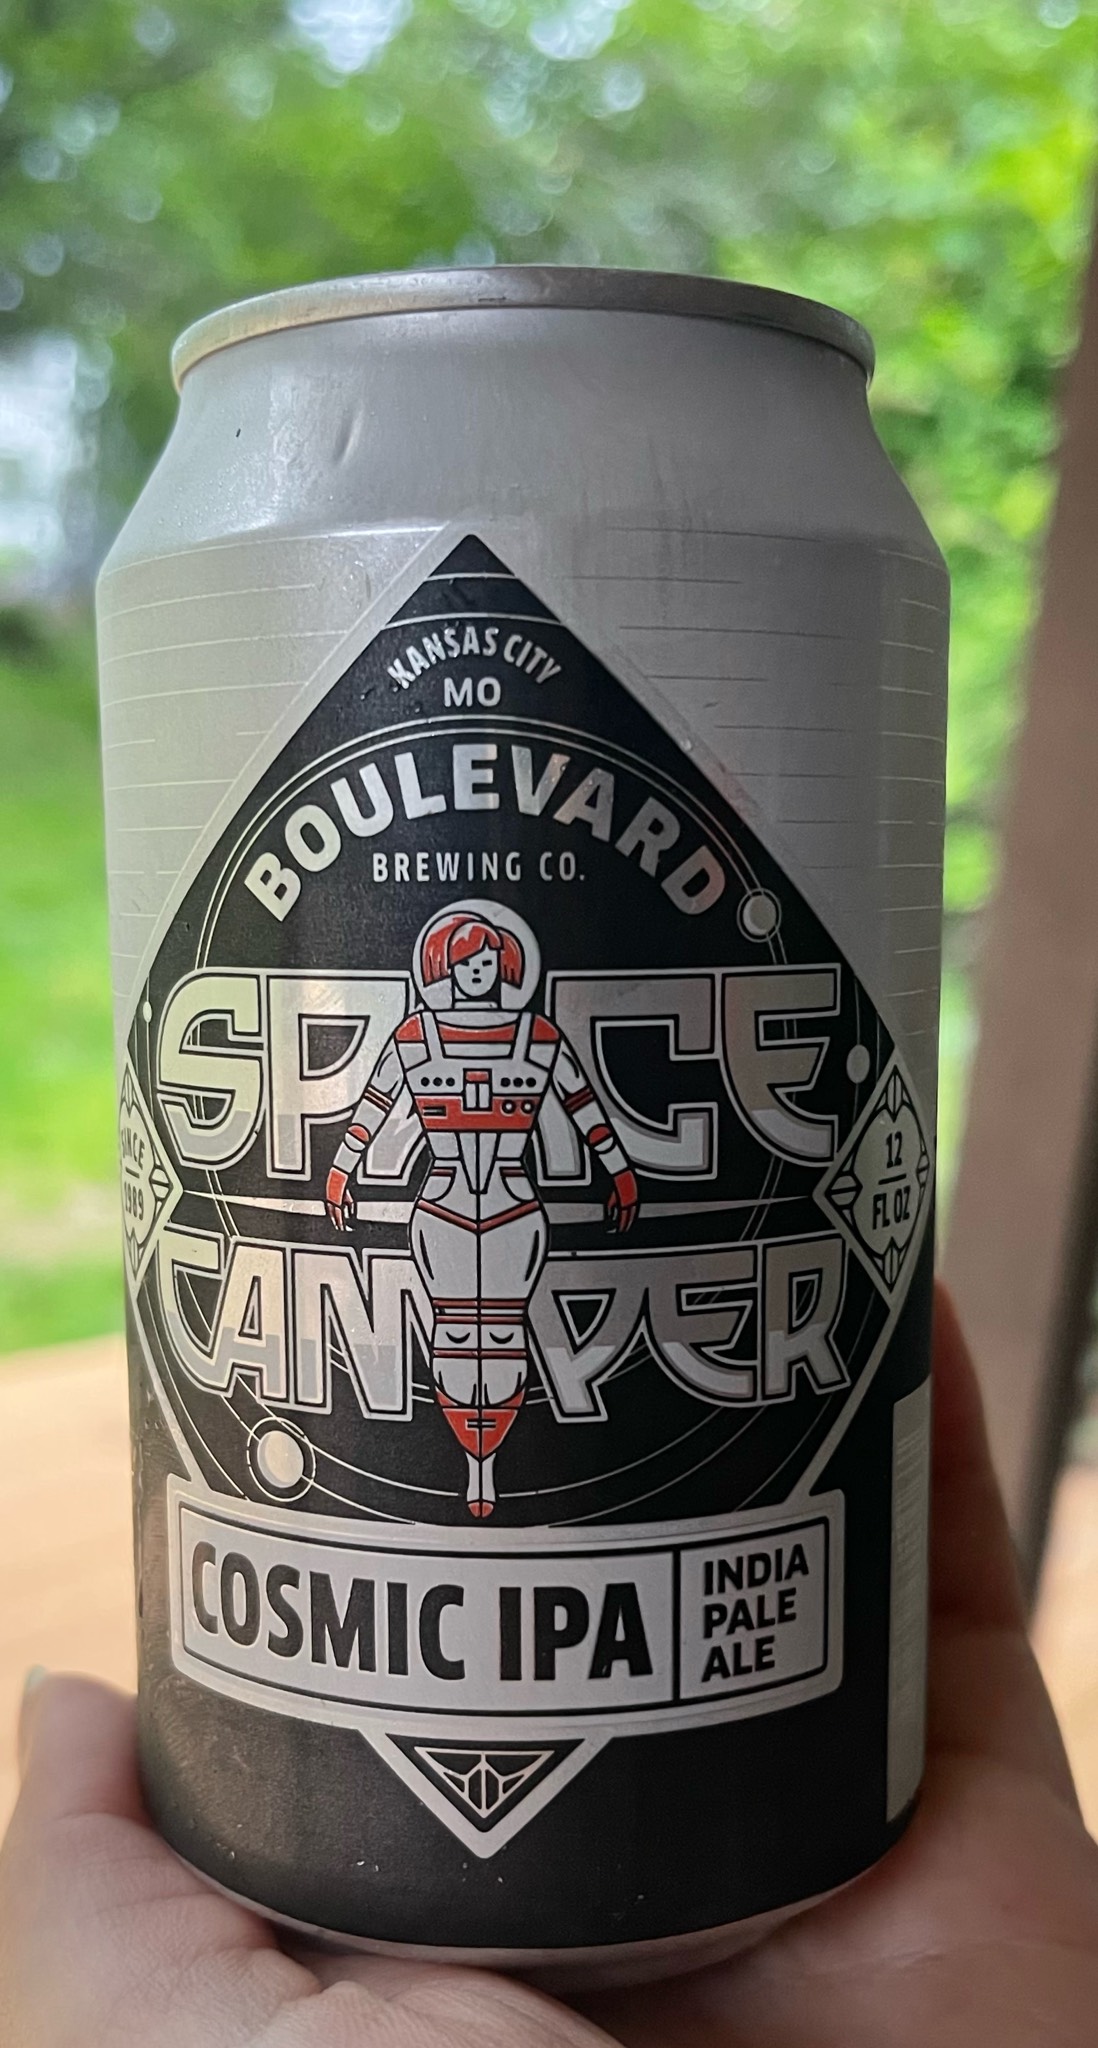 KANSAS CITY
MO
BOULEVARD
BREWING CO.
SPACE
CAMPER
SINCE
1989
12
FL OZ
COSMIC IPA
INDIA
PALE
ALE